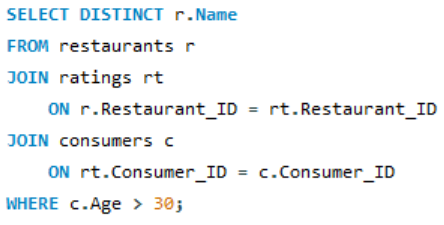 SELECT DISTINCT r.Name
FROM restaurants r
JOIN ratings rt
    ON r.Restaurant_ID = rt.Restaurant_ID
JOIN consumers c
    ON rt.Consumer_ID = c.Consumer_ID
WHERE c.Age > 30;